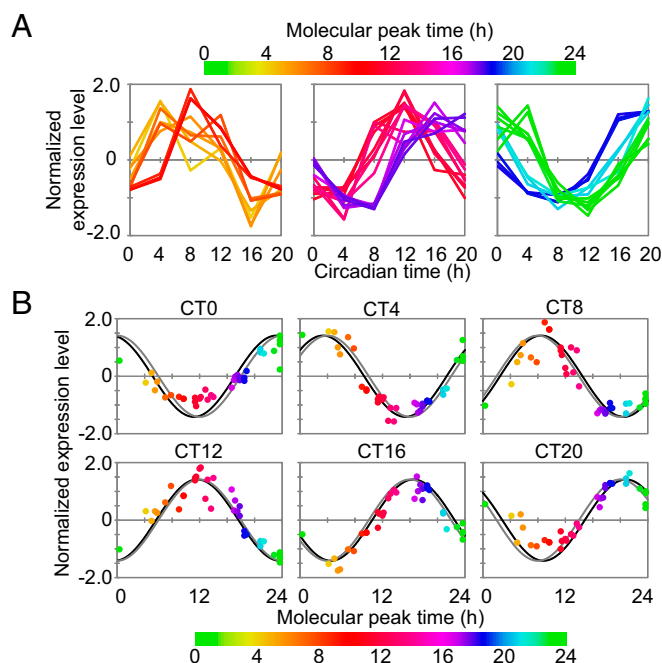 A
Molecular peak time (h)
0 4 8 12 16 20 24
Normalized expression level
2.0
0
-2.0
0 4 8 12 16 20 0 4 8 12 16 20 0 4 8 12 16 20
Circadian time (h)
B
CT0 CT4 CT8
Normalized expression level
2.0
0
-2.0
CT12 CT16 CT20
2.0
0
-2.0
0 12 24 0 12 24 0 12 24
Molecular peak time (h)
0 4 8 12 16 20 24